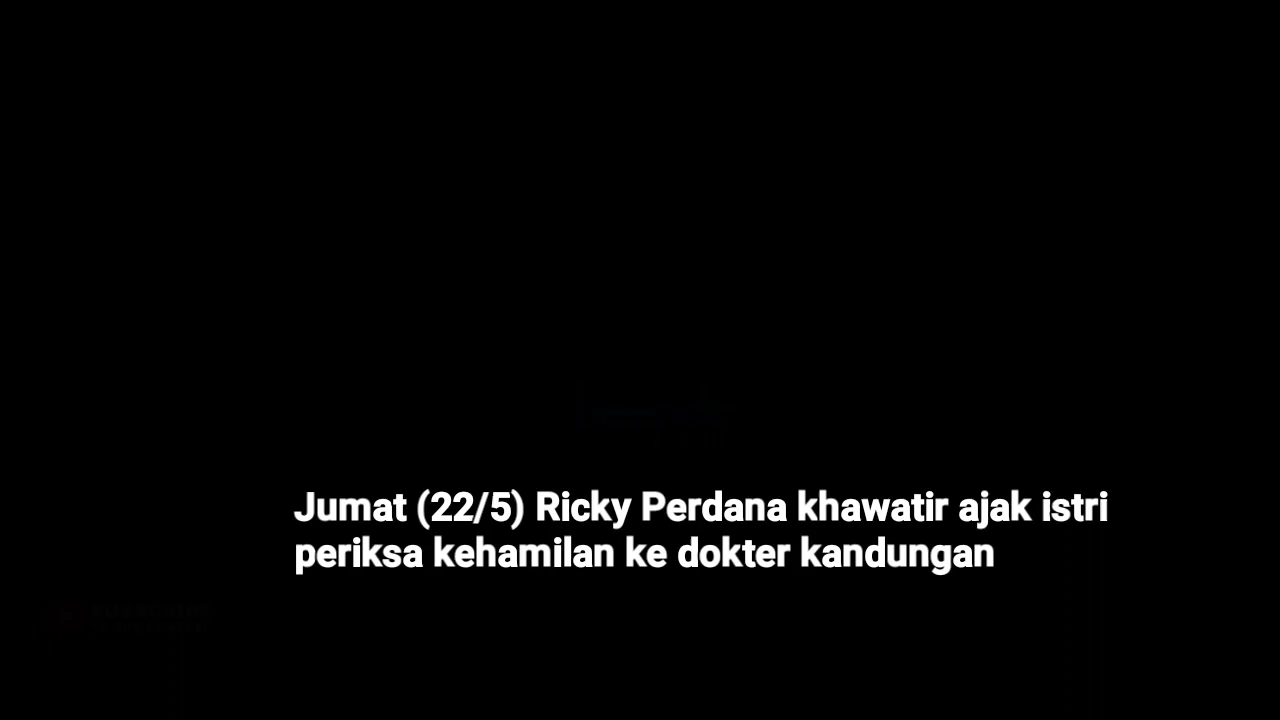 Jumat (22/5) Ricky Perdana khawatir ajak istri
periksa kehamilan ke dokter kandungan